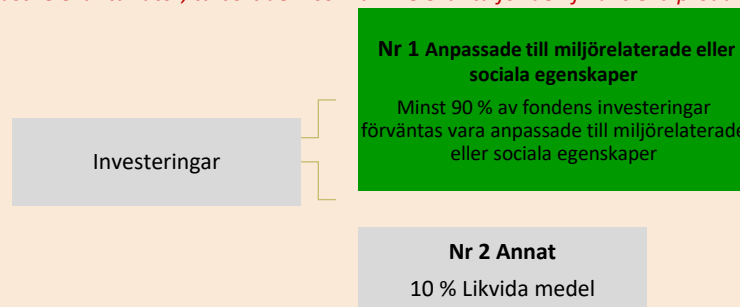 Nr 1 Anpassade till miljörelaterade eller
sociala egenskaper
Minst 90 % av fondens investeringar
förväntas vara anpassade till miljörelaterade
eller sociala egenskaper
Investeringar
Nr 2 Annat
10 % Likvida medel